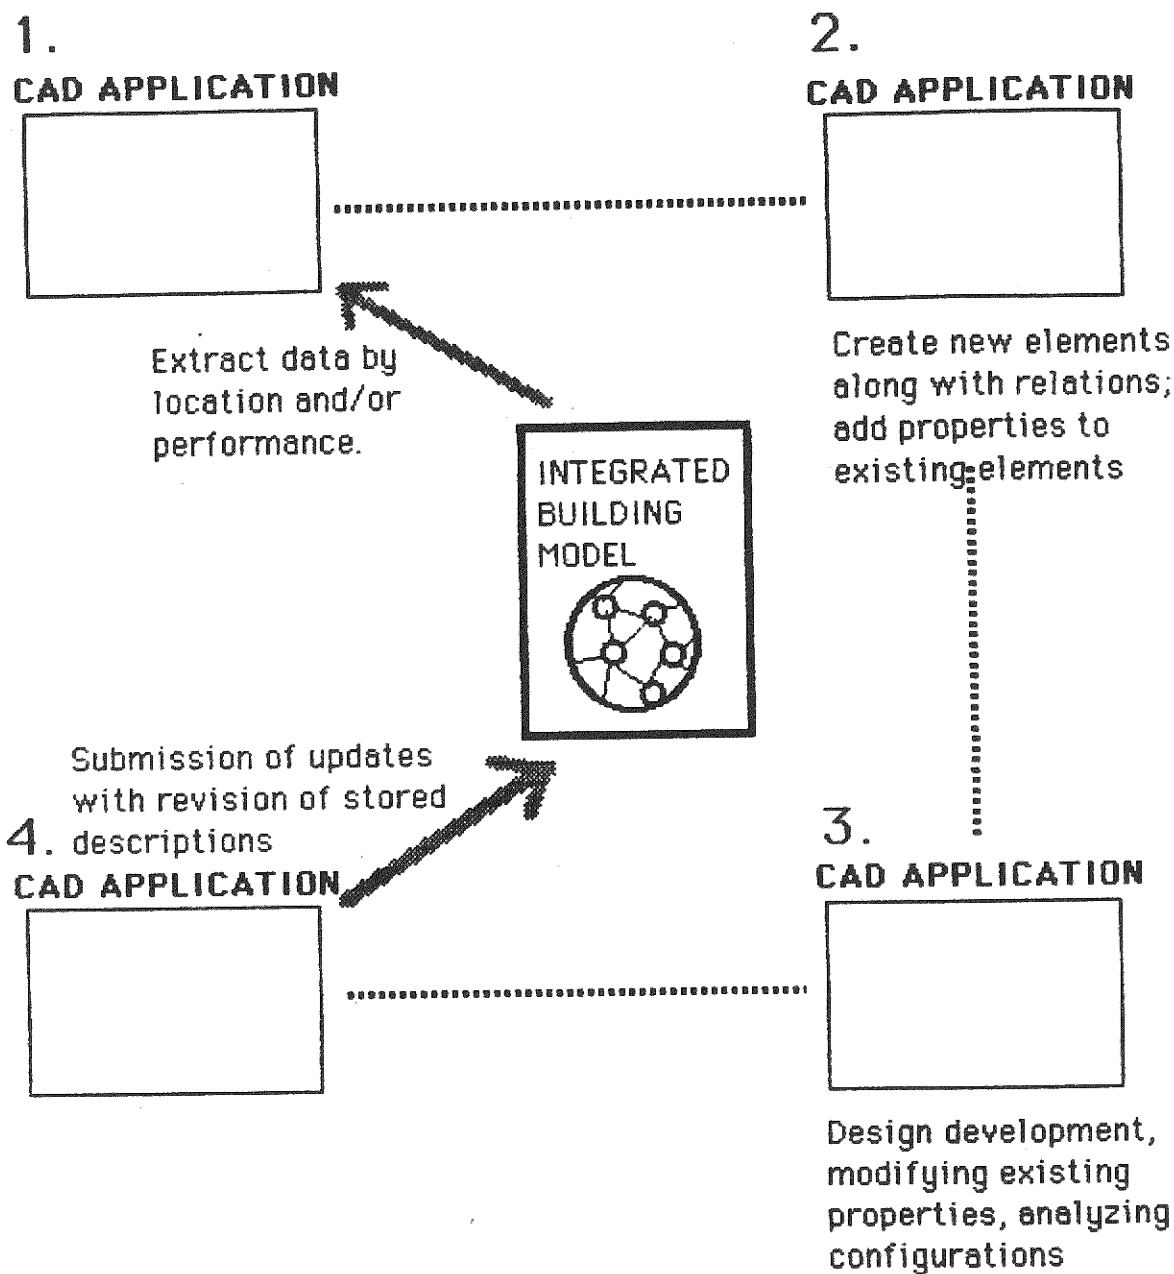 1.
CAD APPLICATION
Extract data by
location and/or
performance.
2.
CAD APPLICATION
Create new elements
along with relations;
add properties to
existing elements
INTEGRATED
BUILDING
MODEL
3.
CAD APPLICATION
Design development,
modifying existing
properties, analyzing
configurations
Submission of updates
with revision of stored
descriptions
4.
CAD APPLICATION